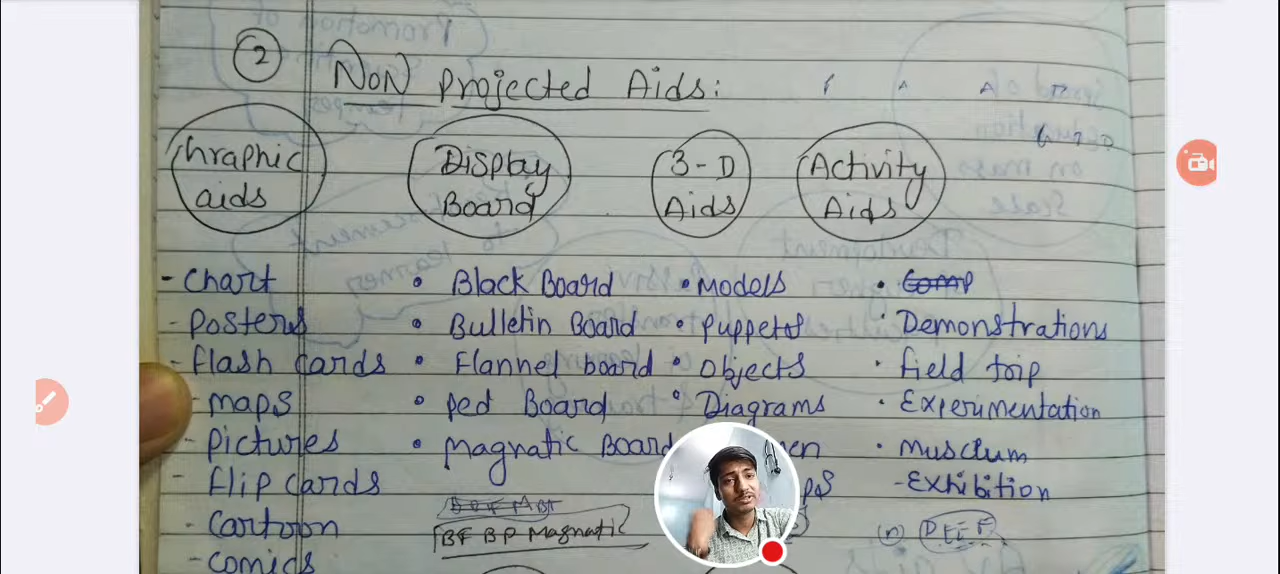 2
NON Projected Aids:
Graphic aids
Display Board
3-D Aids
Activity Aids
- Chart
- Posters
- Flash Cards
- Maps
- Pictures
- Flip cards
- Cartoon
- Comics
• Black Board
• Bulletin Board
• Flannel board
• Ped Board
• Magnatic Board
BF BP Magnatic
• Models
• Puppets
• Objects
• Diagrams
• Comp
• Demonstrations
• Field trip
• Experimentation
• Musclum
- Exhibition